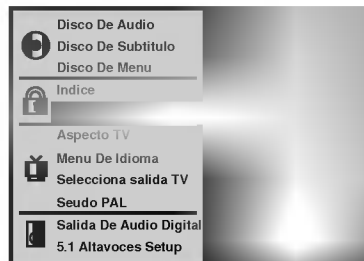 Disco De Audio
Disco De Subtitulo
Disco De Menu
Indice
Aspecto TV
Menu De Idioma
Selecciona salida TV
Seudo PAL
Salida De Audio Digital
5.1 Altavoces Setup